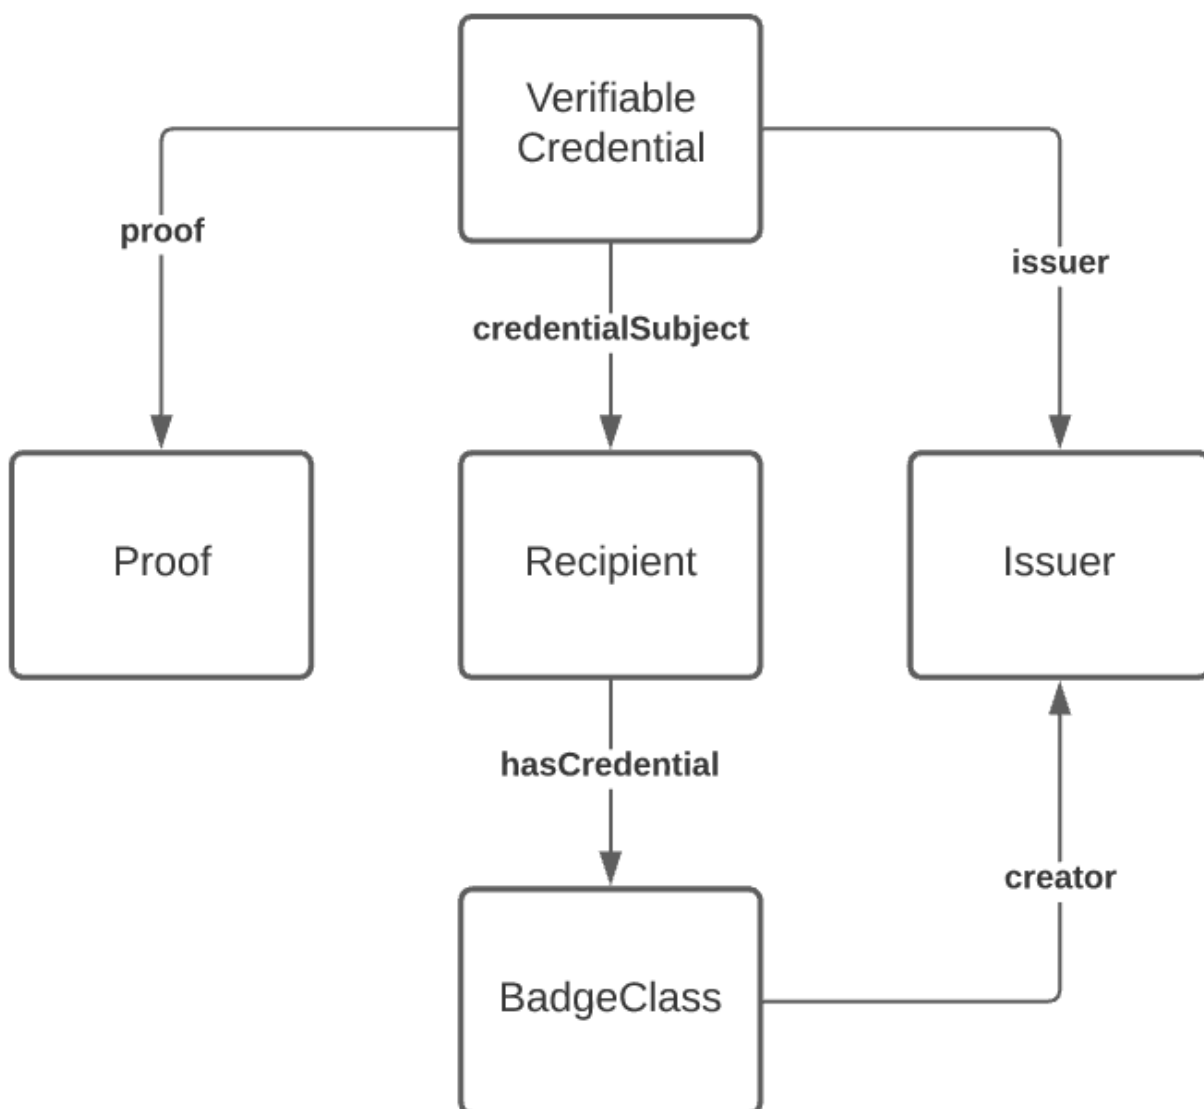 Verifiable
Credential
proof
issuer
credentialSubject
Proof
Recipient
Issuer
hasCredential
creator
BadgeClass